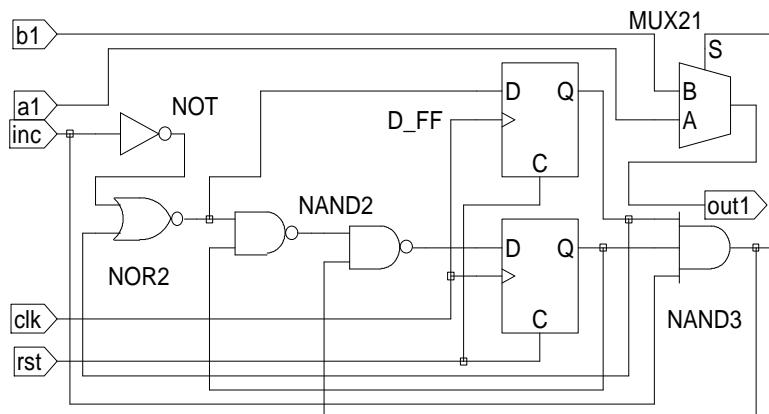 MUX21
b1
S
D Q
B
a1
NOT
A
inc
D_FF
C
NAND2
out1
D Q
NOR2
clk
C
NAND3
rst